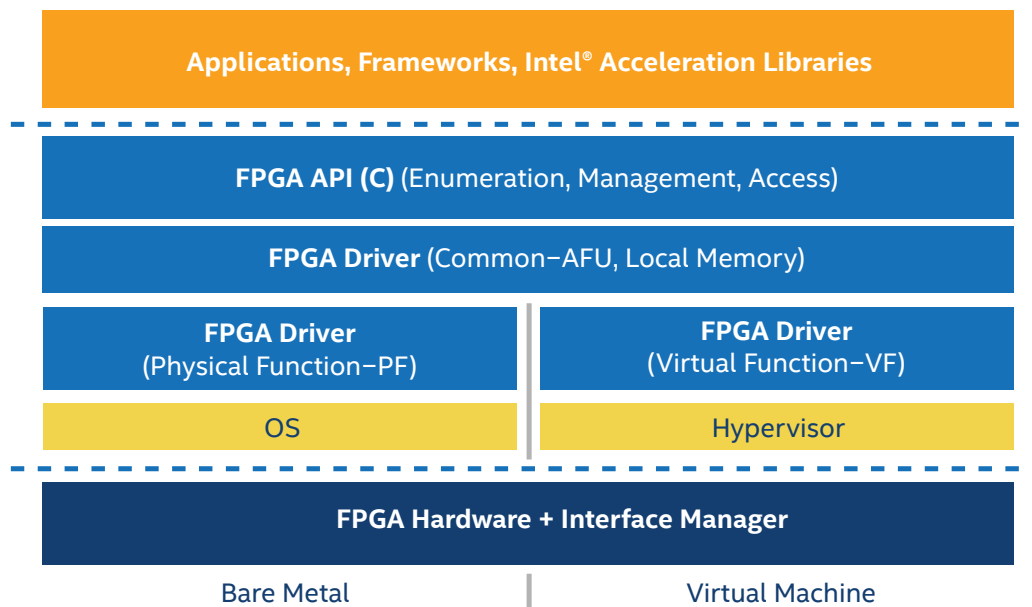 Applications, Frameworks, Intel® Acceleration Libraries
FPGA API (C) (Enumeration, Management, Access)
FPGA Driver (Common–AFU, Local Memory)
FPGA Driver
(Physical Function–PF)
FPGA Driver
(Virtual Function–VF)
OS
Hypervisor
FPGA Hardware + Interface Manager
Bare Metal
Virtual Machine